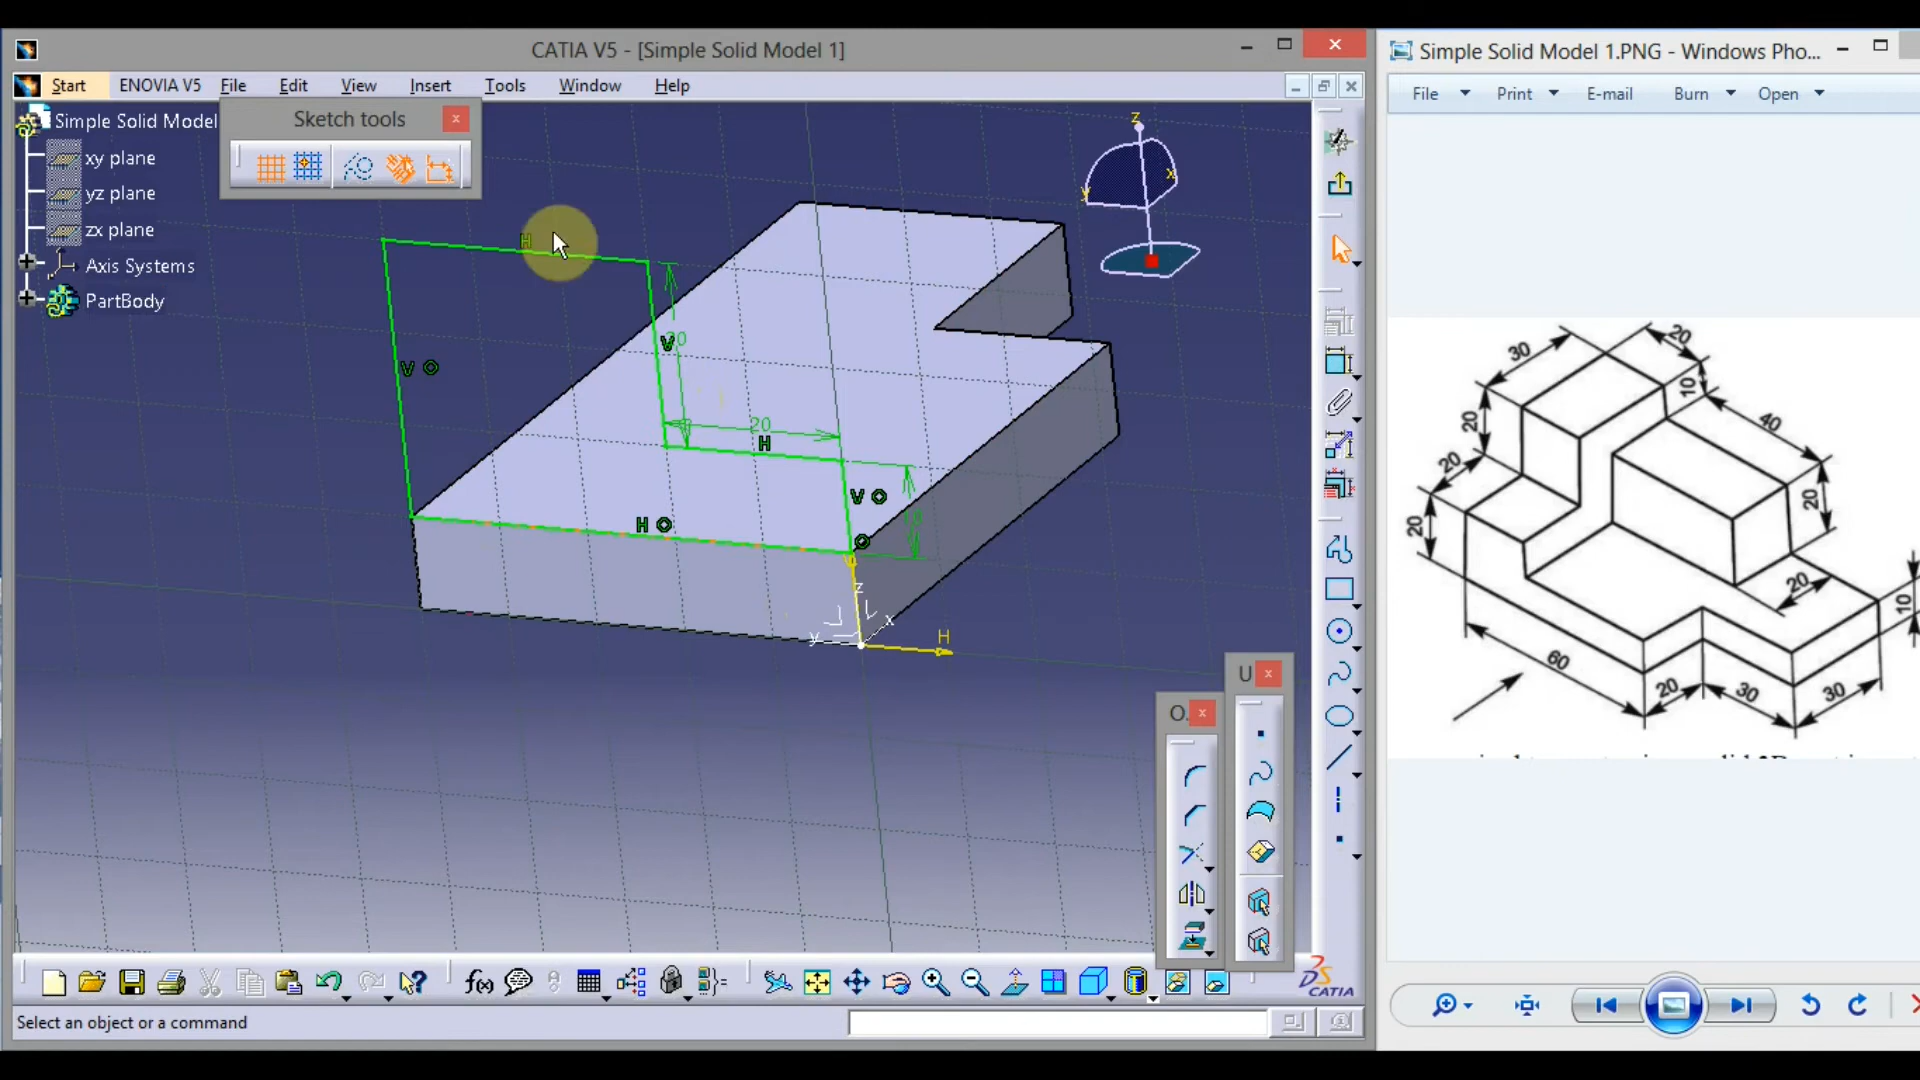 CATIA V5 - [Simple Solid Model 1]
Start ENOVIA V5 File Edit View Insert Tools Window Help
Sketch tools
Simple Solid Model
xy plane
yz plane
zx plane
Axis Systems
PartBody
H
V
V
20
H
V
H
z
x
y
H
z
y
x
O.
U
f(x)
DS
CATIA
Select an object or a command
Simple Solid Model 1.PNG - Windows Pho...
File Print E-mail Burn Open
30
20
10
40
20
20
20
20
20
10
60
20
30
30